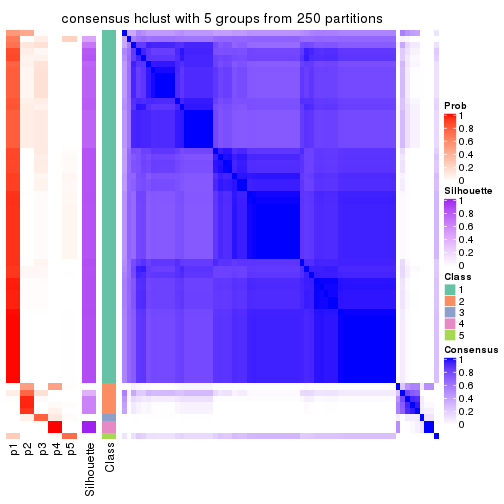 consensus hclust with 5 groups from 250 partitions
Prob
1
0.8
0.6
0.4
0.2
0
Silhouette
1
0.8
0.6
0.4
0.2
0
Class
1
2
3
4
5
Consensus
1
0.8
0.6
0.4
0.2
0
p1
p2
p3
p4
p5
Silhouette
Class